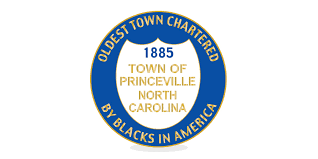 OLDEST TOWN CHARTERED
1885
TOWN OF
PRINCEVILLE
NORTH
CAROLINA
BY BLACKS IN AMERICA